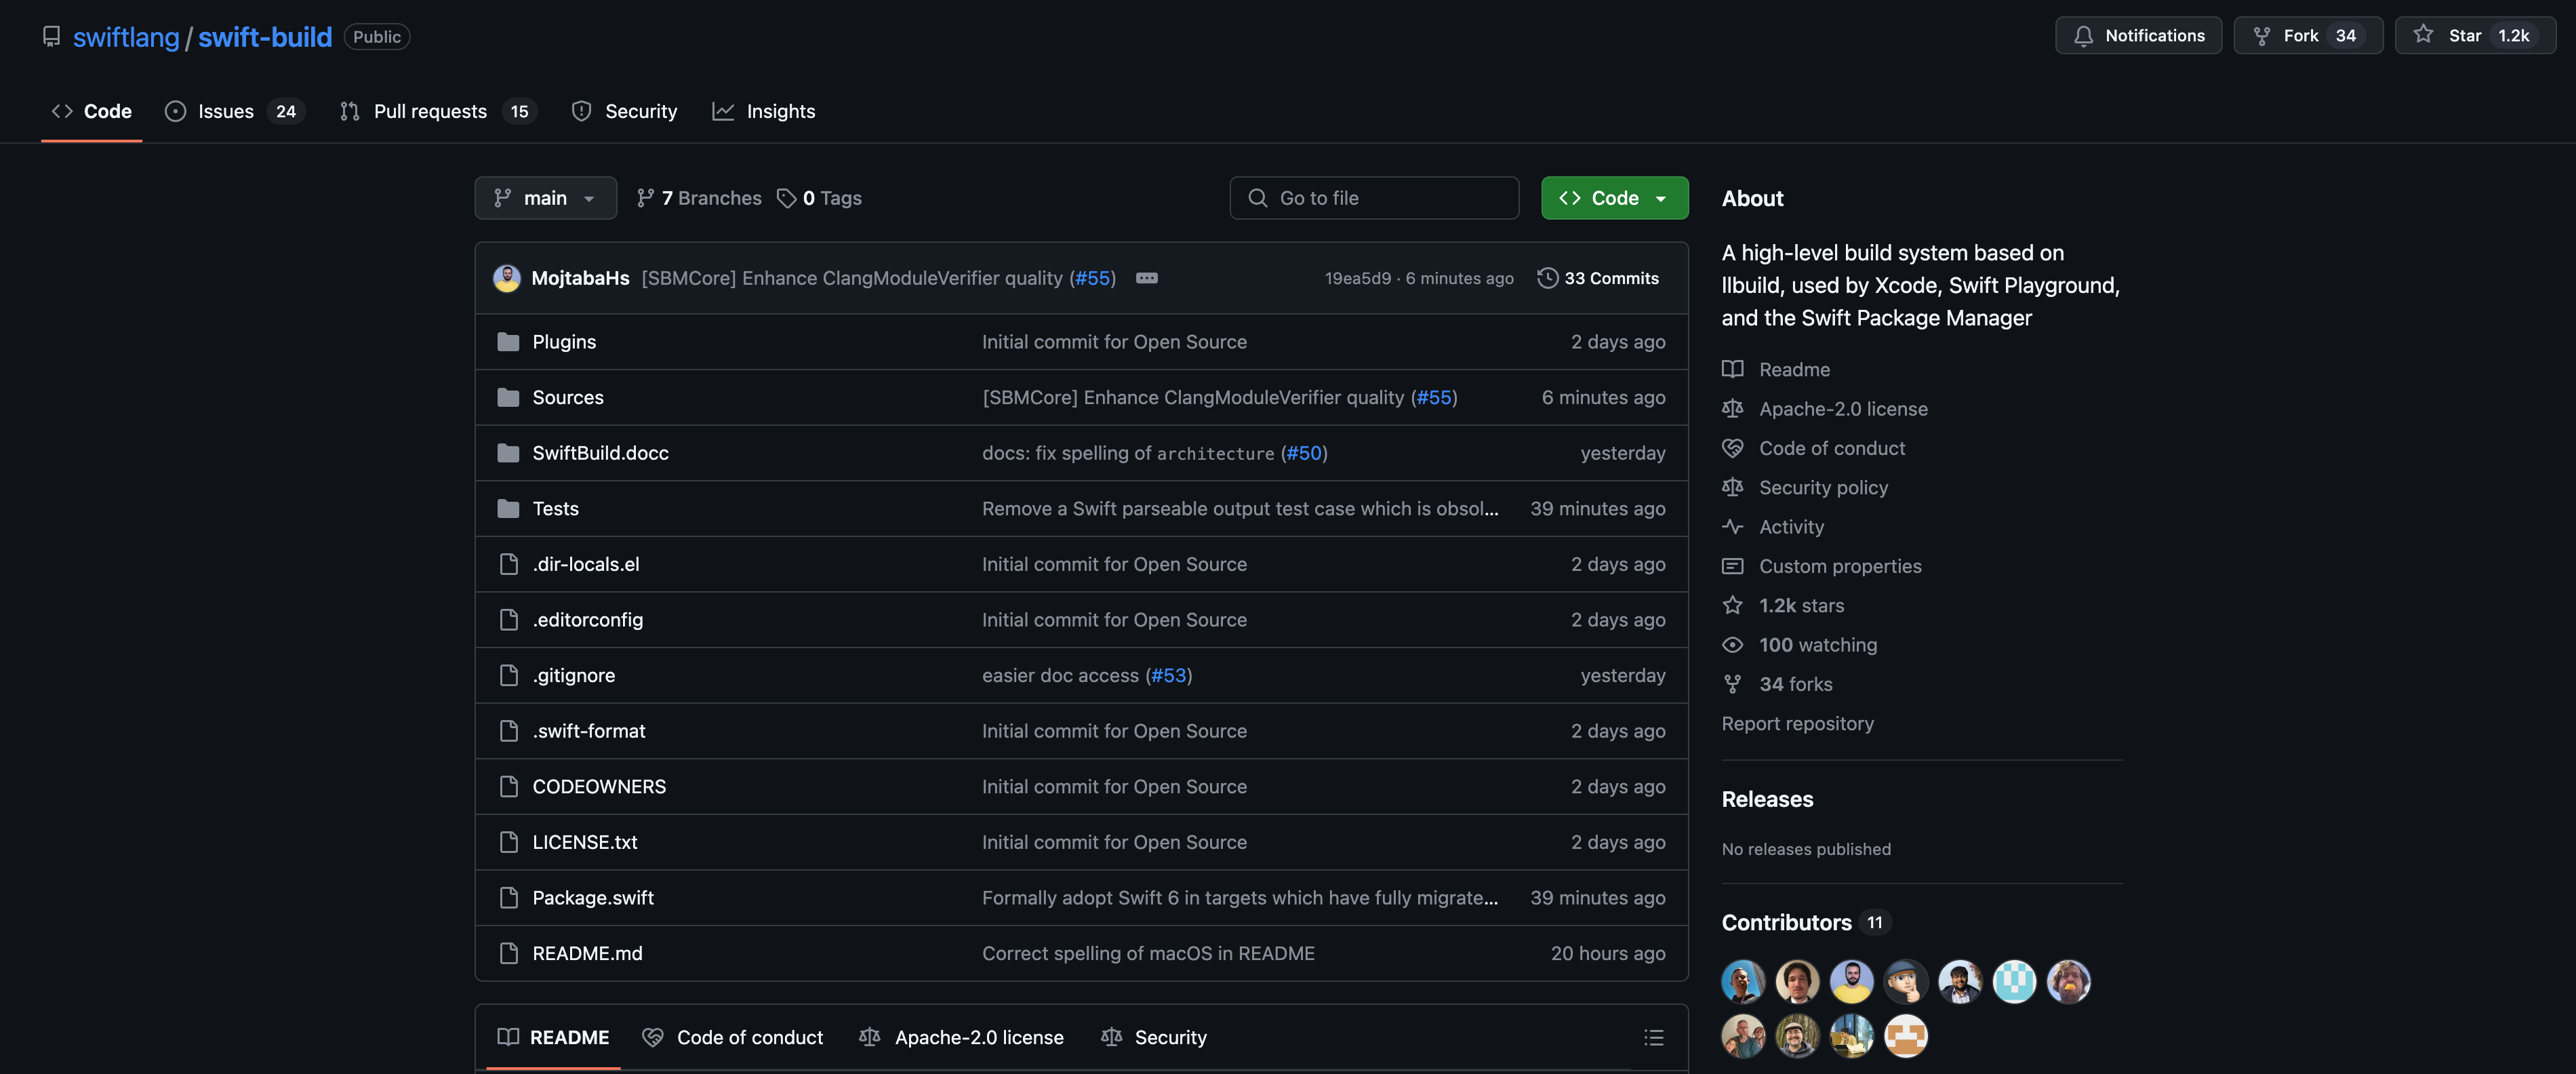 swiftlang / swift-build Public
Notifications Fork 34 Star 1.2k
Code Issues 24 Pull requests 15 Security Insights
main 7 Branches 0 Tags Go to file Code
MojtabaHs [SBMCore] Enhance ClangModuleVerifier quality (#55) 19ea5d9 · 6 minutes ago 33 Commits
Plugins Initial commit for Open Source 2 days ago
Sources [SBMCore] Enhance ClangModuleVerifier quality (#55) 6 minutes ago
SwiftBuild.docc docs: fix spelling of architecture (#50) yesterday
Tests Remove a Swift parseable output test case which is obsol... 39 minutes ago
.dir-locals.el Initial commit for Open Source 2 days ago
.editorconfig Initial commit for Open Source 2 days ago
.gitignore easier doc access (#53) yesterday
.swift-format Initial commit for Open Source 2 days ago
CODEOWNERS Initial commit for Open Source 2 days ago
LICENSE.txt Initial commit for Open Source 2 days ago
Package.swift Formally adopt Swift 6 in targets which have fully migrate... 39 minutes ago
README.md Correct spelling of macOS in README 20 hours ago
README Code of conduct Apache-2.0 license Security
About
A high-level build system based on
llbuild, used by Xcode, Swift Playground,
and the Swift Package Manager
Readme
Apache-2.0 license
Code of conduct
Security policy
Activity
Custom properties
1.2k stars
100 watching
34 forks
Report repository
Releases
No releases published
Contributors 11